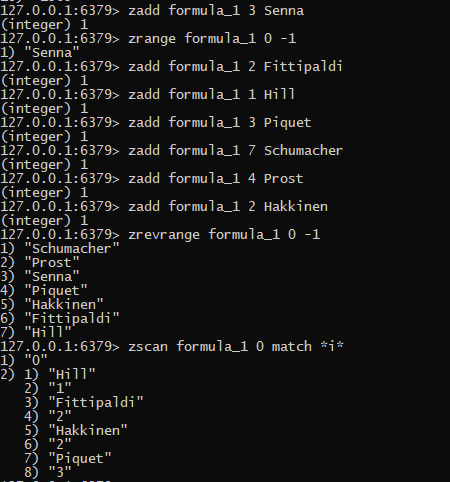 127.0.0.1:6379> zadd formula_1 3 Senna
(integer) 1
127.0.0.1:6379> zrange formula_1 0 -1
1) "Senna"
127.0.0.1:6379> zadd formula_1 2 Fittipaldi
(integer) 1
127.0.0.1:6379> zadd formula_1 1 Hill
(integer) 1
127.0.0.1:6379> zadd formula_1 3 Piquet
(integer) 1
127.0.0.1:6379> zadd formula_1 7 Schumacher
(integer) 1
127.0.0.1:6379> zadd formula_1 4 Prost
(integer) 1
127.0.0.1:6379> zadd formula_1 2 Hakkinen
(integer) 1
127.0.0.1:6379> zrevrange formula_1 0 -1
1) "Schumacher"
2) "Prost"
3) "Senna"
4) "Piquet"
5) "Hakkinen"
6) "Fittipaldi"
7) "Hill"
127.0.0.1:6379> zscan formula_1 0 match *i*
1) "0"
2) 1) "Hill"
   2) "1"
   3) "Fittipaldi"
   4) "2"
   5) "Hakkinen"
   6) "2"
   7) "Piquet"
   8) "3"